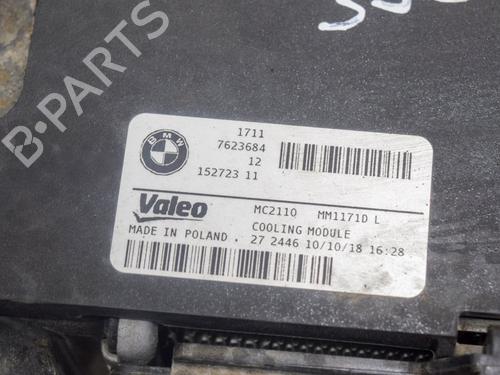 BMW
1711
7623684
12
152723 11
Valeo
MC2110 MM1171D L
COOLING MODULE
MADE IN POLAND . 27 2446 10/10/18 16:28